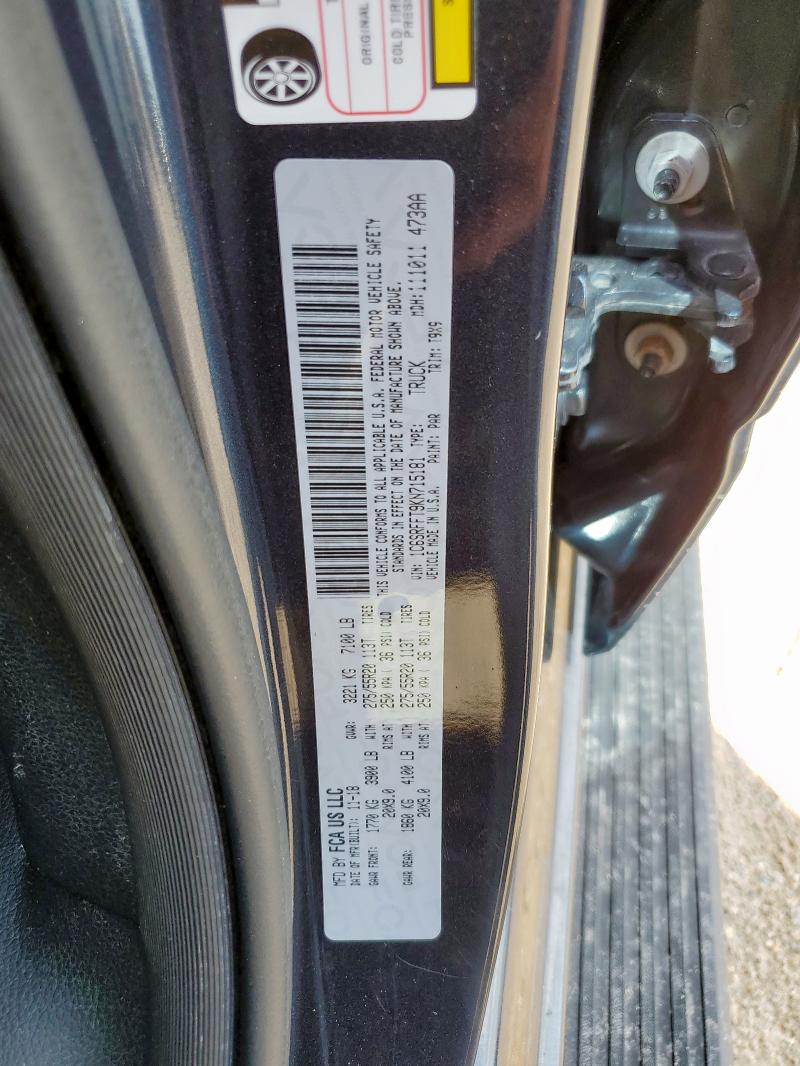 ORIGINAL
COLD TIRE
MFD BY FCA US LLC
DATE OF MFR(BUILT): 11-18 GVWR: 3221 KG 7100 LB
GAWR FRONT: 1770 KG 3900 LB WITH 275/55R20 113T TIRES
20X9.0 RIMS AT 250 KPA ( 36 PSI) COLD
GAWR REAR: 1860 KG 4100 LB WITH 275/55R20 113T TIRES
20X9.0 RIMS AT 250 KPA ( 36 PSI) COLD
THIS VEHICLE CONFORMS TO ALL APPLICABLE U.S.A. FEDERAL MOTOR VEHICLE SAFETY
STANDARDS IN EFFECT ON THE DATE OF MANUFACTURE SHOWN ABOVE.
VIN: 1C6SRFFT9KN715181 TYPE: TRUCK MDH: 111011 473AA
VEHICLE MADE IN U.S.A. PAINT: PAR TRIM: T9X9